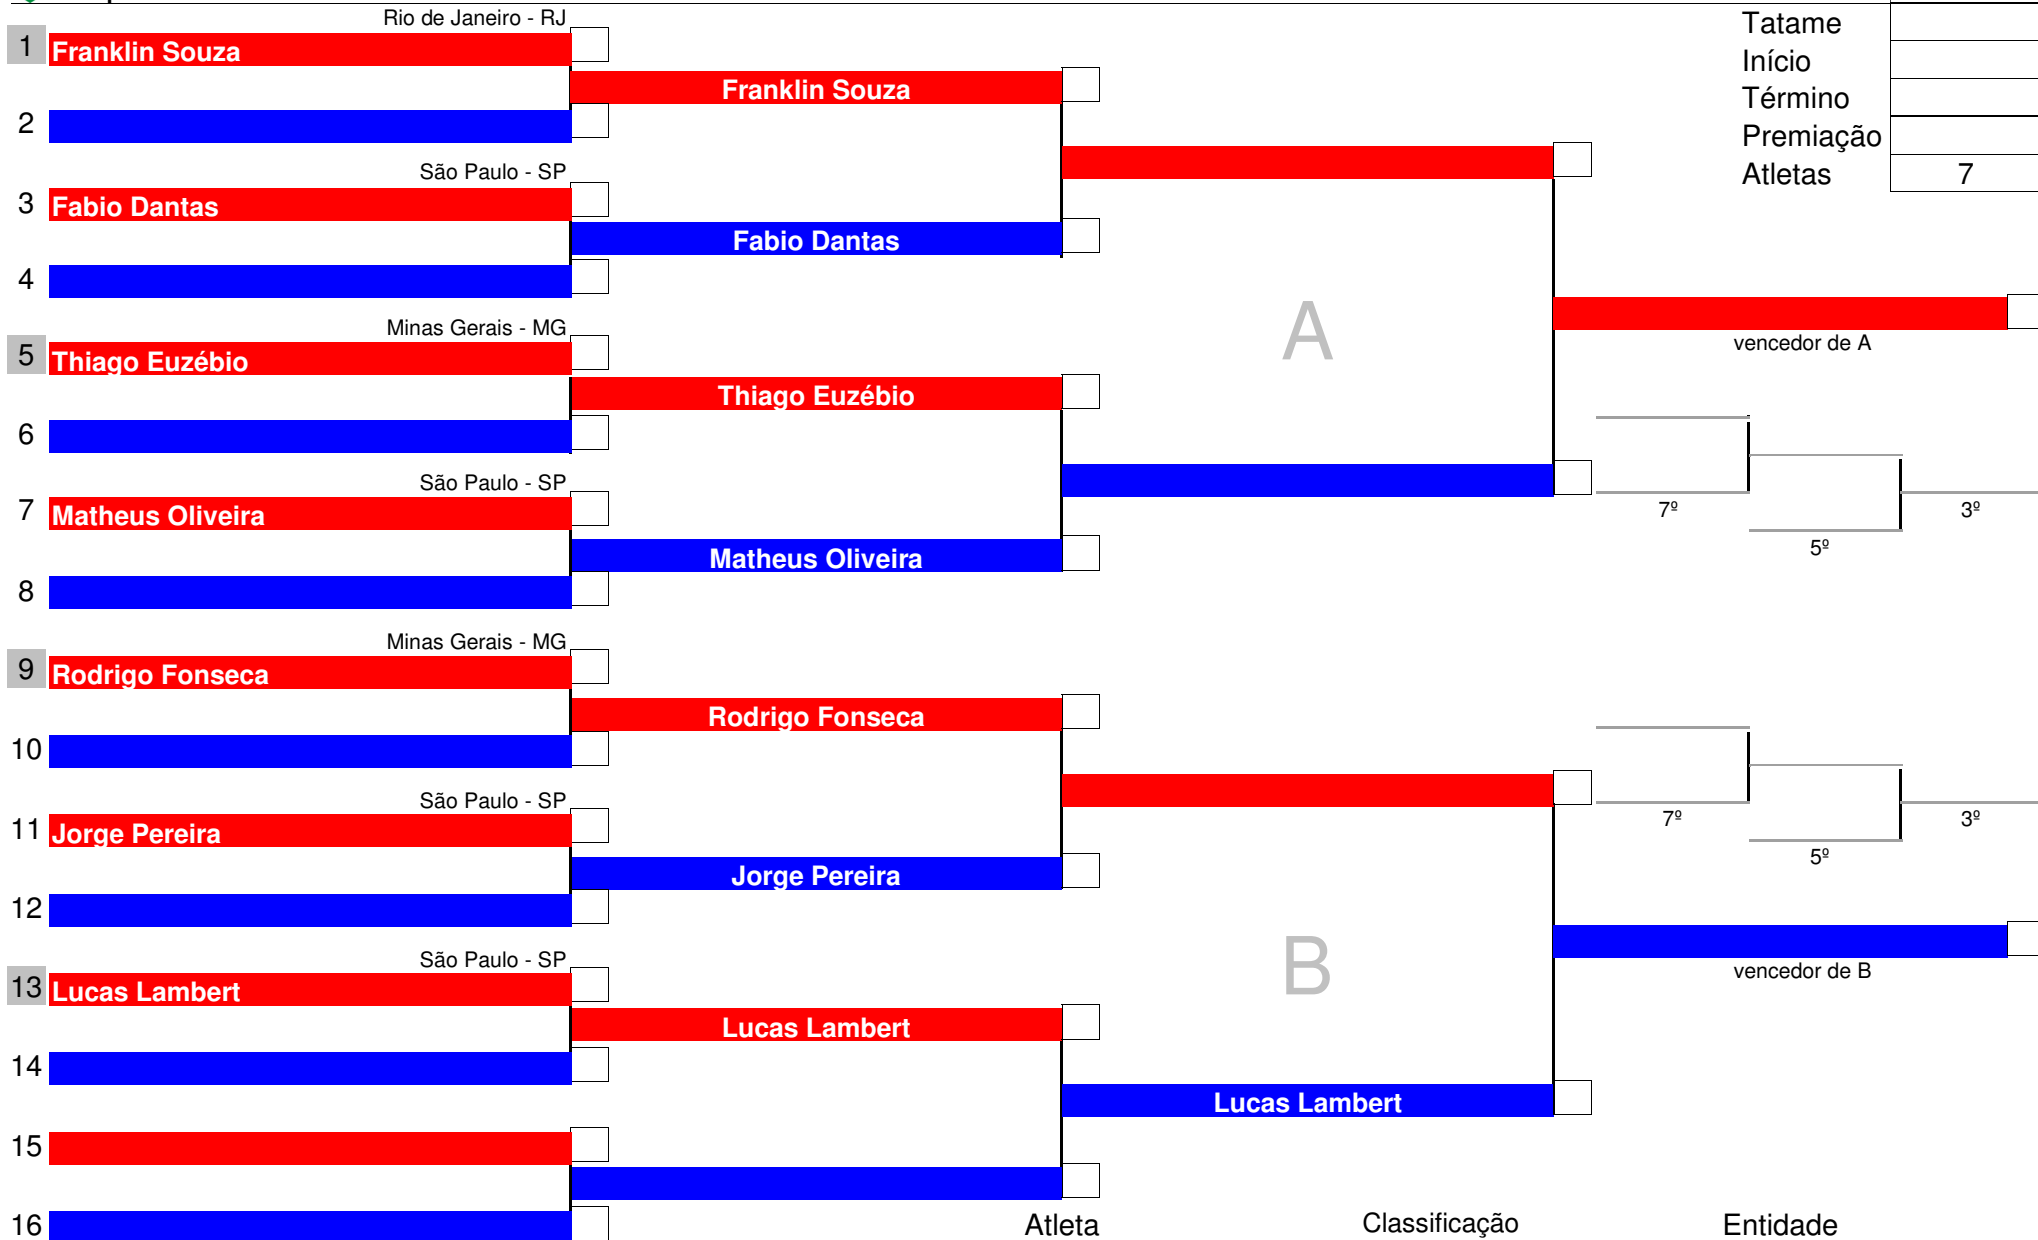 Rio de Janeiro - RJ
1 Franklin Souza
Franklin Souza
2
São Paulo - SP
3 Fabio Dantas
Fabio Dantas
4
Minas Gerais - MG
5 Thiago Euzébio
Thiago Euzébio
6
São Paulo - SP
7 Matheus Oliveira
Matheus Oliveira
8
Minas Gerais - MG
9 Rodrigo Fonseca
Rodrigo Fonseca
10
São Paulo - SP
11 Jorge Pereira
Jorge Pereira
12
São Paulo - SP
13 Lucas Lambert
Lucas Lambert
14
Lucas Lambert
15
16
A
B
Tatame
Início
Término
Premiação
Atletas 7
vencedor de A
7º
3º
5º
7º
3º
5º
vencedor de B
Atleta Classificação Entidade